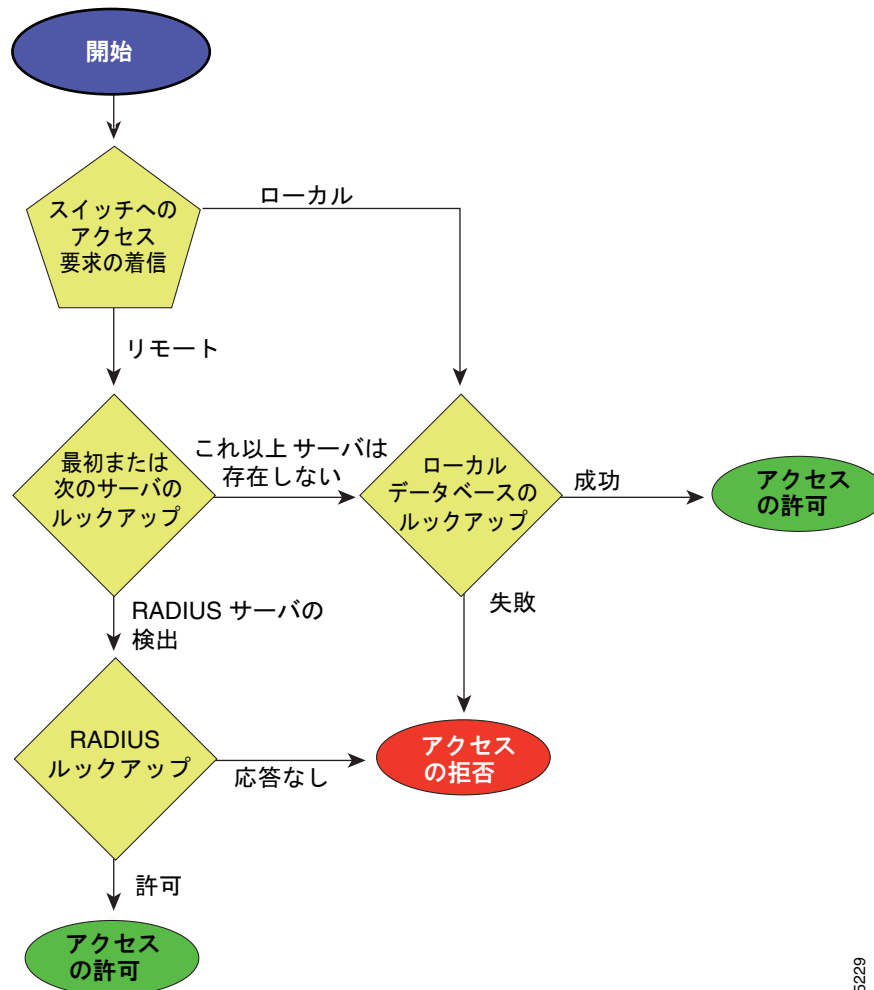 開始
スイッチへの
アクセス
要求の着信
ローカル
リモート
最初または
次のサーバの
ルックアップ
これ以上 サーバは
存在しない
ローカル
データベースの
ルックアップ
成功
アクセス
の許可
RADIUS サーバの
検出
失敗
RADIUS
ルックアップ
応答なし
アクセス
の拒否
許可
アクセス
の許可
5229